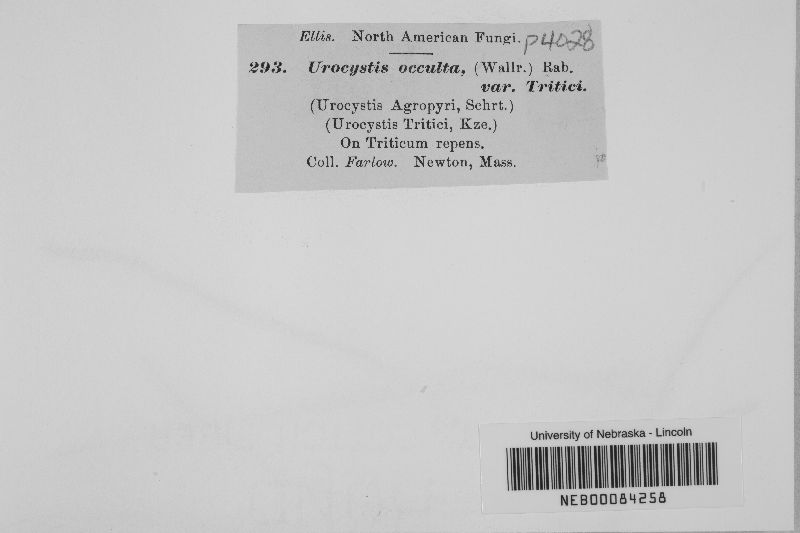 Ellis. North American Fungi. p4028
293. Urocystis occulta, (Wallr.) Rab.
var. Tritici.
(Urocystis Agropyri, Schrt.)
(Urocystis Tritici, Kze.)
On Triticum repens.
Coll. Farlow. Newton, Mass.
University of Nebraska - Lincoln
NEB00084258